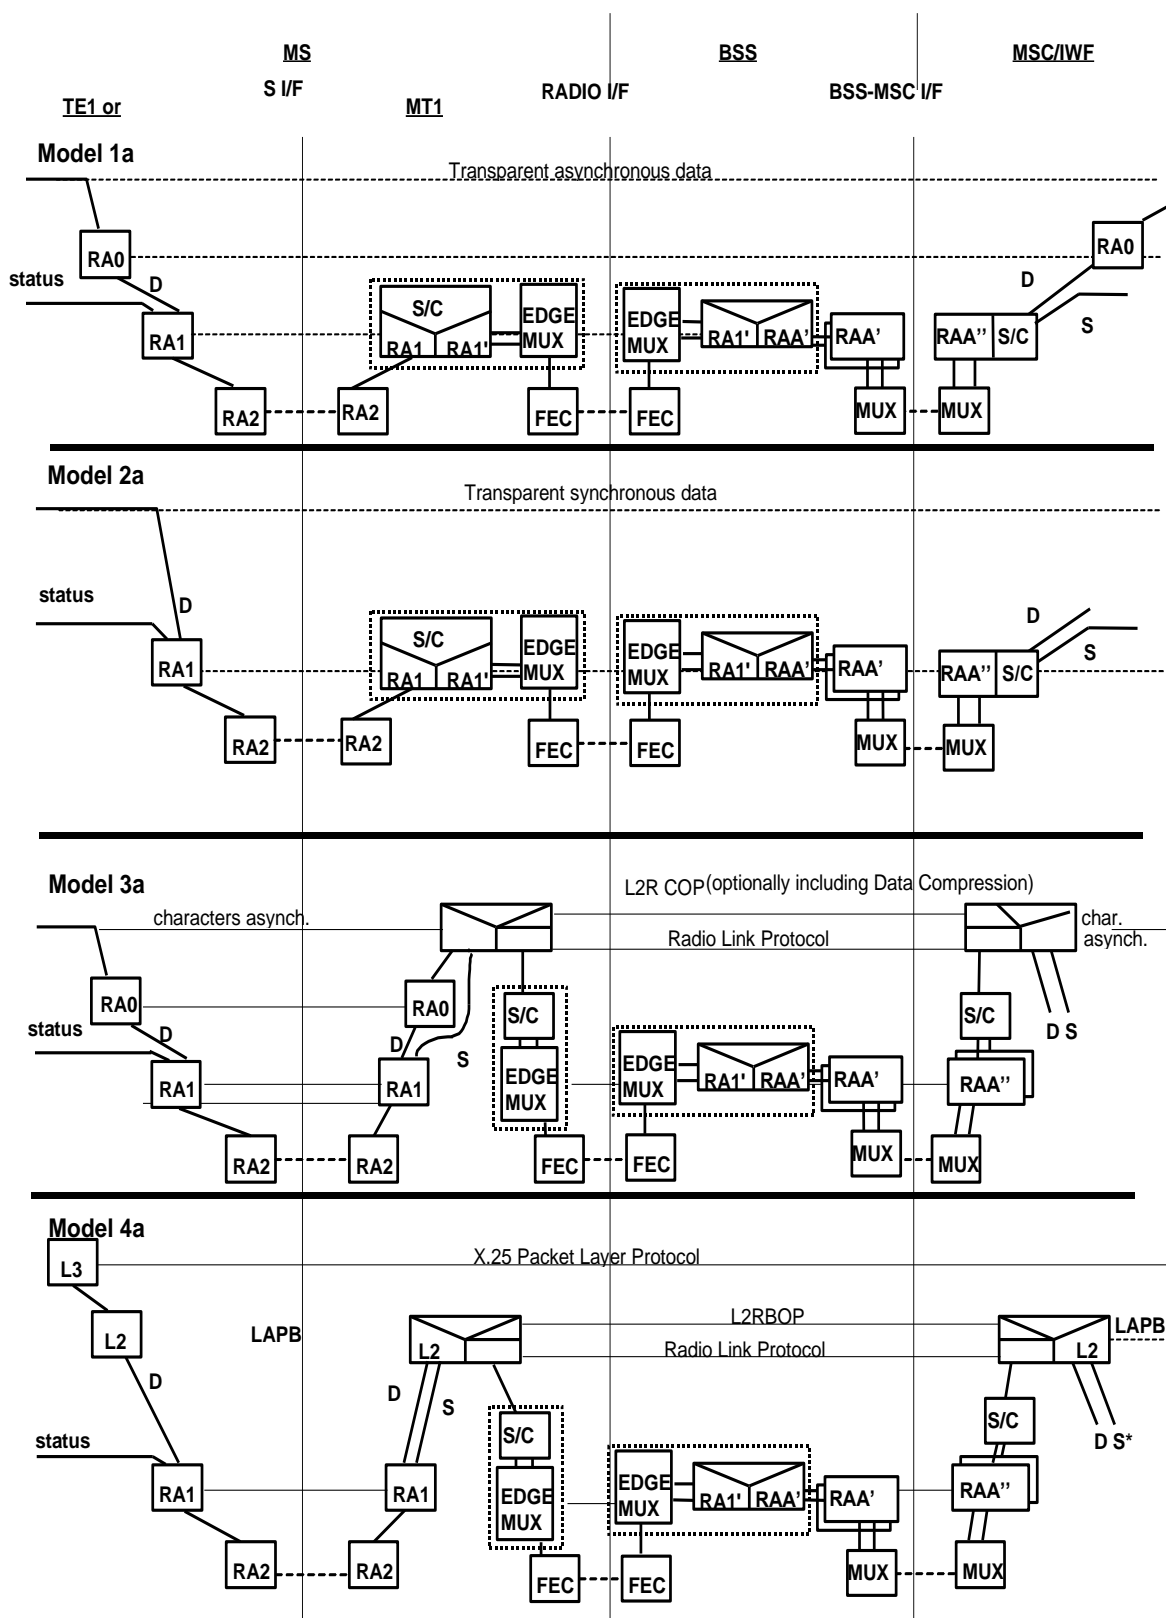 MS BSS MSC/IWF
S I/F RADIO I/F BSS-MSC I/F
TE1 or MT1
Model 1a
Transparent asynchronous data
RA0 RA0
status D D
S/C EDGE MUX EDGE MUX S
RA1 RA1 RA1' RA1' RAA' RAA’ RAA’’ S/C
RA2 RA2 FEC FEC MUX MUX
Model 2a
Transparent synchronous data
status D D
S/C EDGE MUX EDGE MUX S
RA1 RA1 RA1' RA1' RAA' RAA’ RAA’’ S/C
RA2 RA2 FEC FEC MUX MUX
Model 3a
L2R COP(optionally including Data Compression)
characters asynch. char. asynch.
Radio Link Protocol
RA0 RA0 S/C S/C
status D D S D S
RA1 RA1 EDGE MUX EDGE MUX RA1' RAA' RAA’ RAA’’
RA2 RA2 FEC FEC MUX MUX
Model 4a
X.25 Packet Layer Protocol
L3
L2RBOP
L2 LAPB LAPB
L2 Radio Link Protocol L2
D D S
S/C S/C
status D S*
RA1 RA1 EDGE MUX EDGE MUX RA1' RAA' RAA’ RAA’’
RA2 RA2 FEC FEC MUX MUX